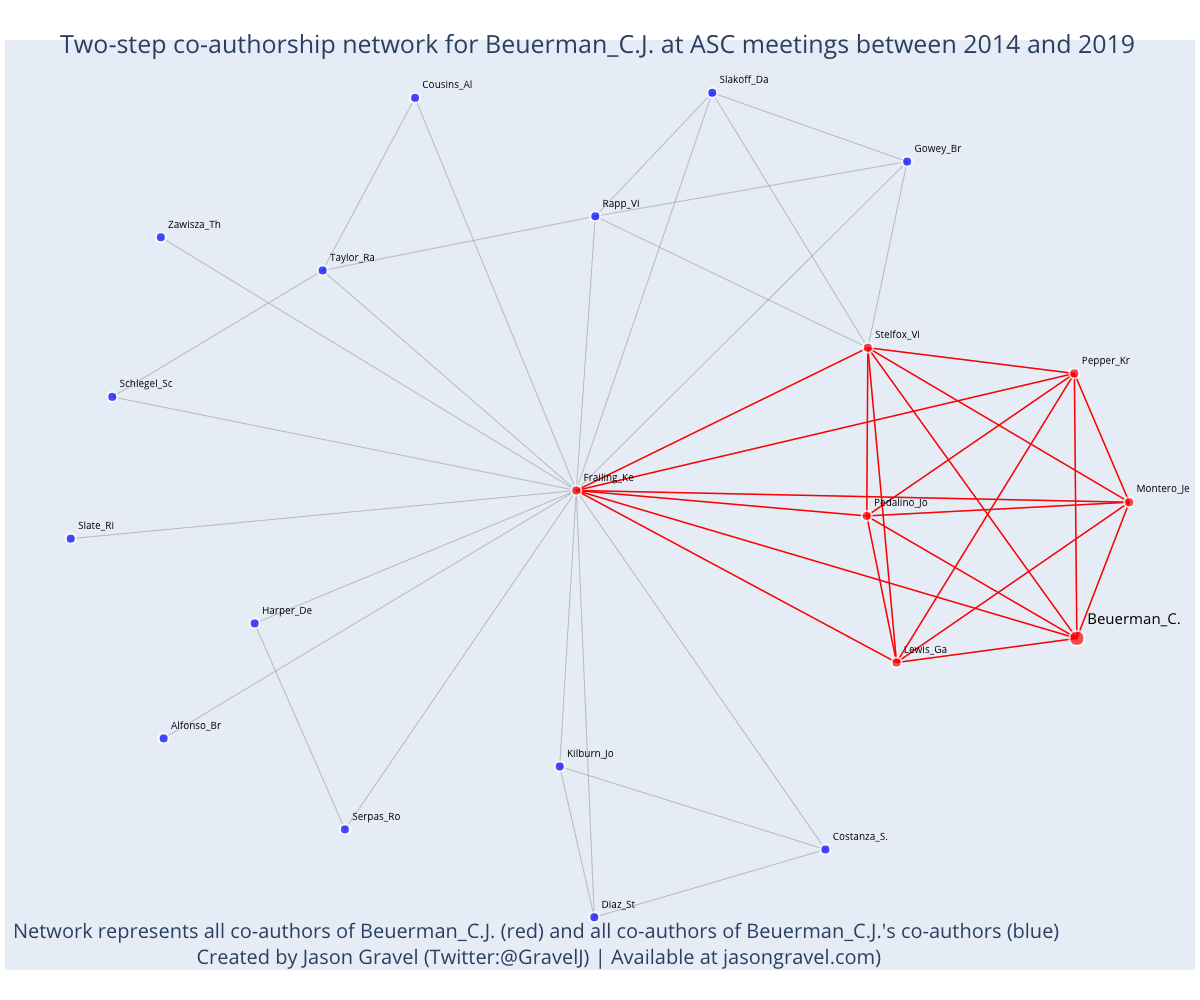 Two-step co-authorship network for Beuerman_C.J. at ASC meetings between 2014 and 2019
Slakoff_Da
Cousins_Al
Gowey_Br
Rapp_Vi
Zawisza_Th
Taylor_Ra
Stelfox_Vi
Pepper_Kr
Schlegel_Sc
Frailing_Ke
Montero_Je
Pedalino_Jo
Slate_Ri
Harper_De
Beuerman_C.
Lewis_Ga
Alfonso_Br
Kilburn_Jo
Serpas_Ro
Costanza_S.
Diaz_St
Network represents all co-authors of Beuerman_C.J. (red) and all co-authors of Beuerman_C.J.'s co-authors (blue)
Created by Jason Gravel (Twitter:@GravelJ) | Available at jasongravel.com)